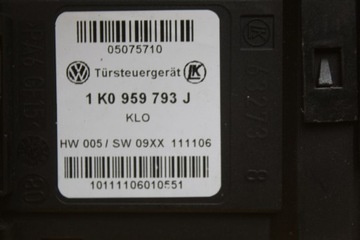 05075710
Türsteuergerät
1 K0 959 793 J
KLO
HW 005 / SW 09XX 111106
10111106010551